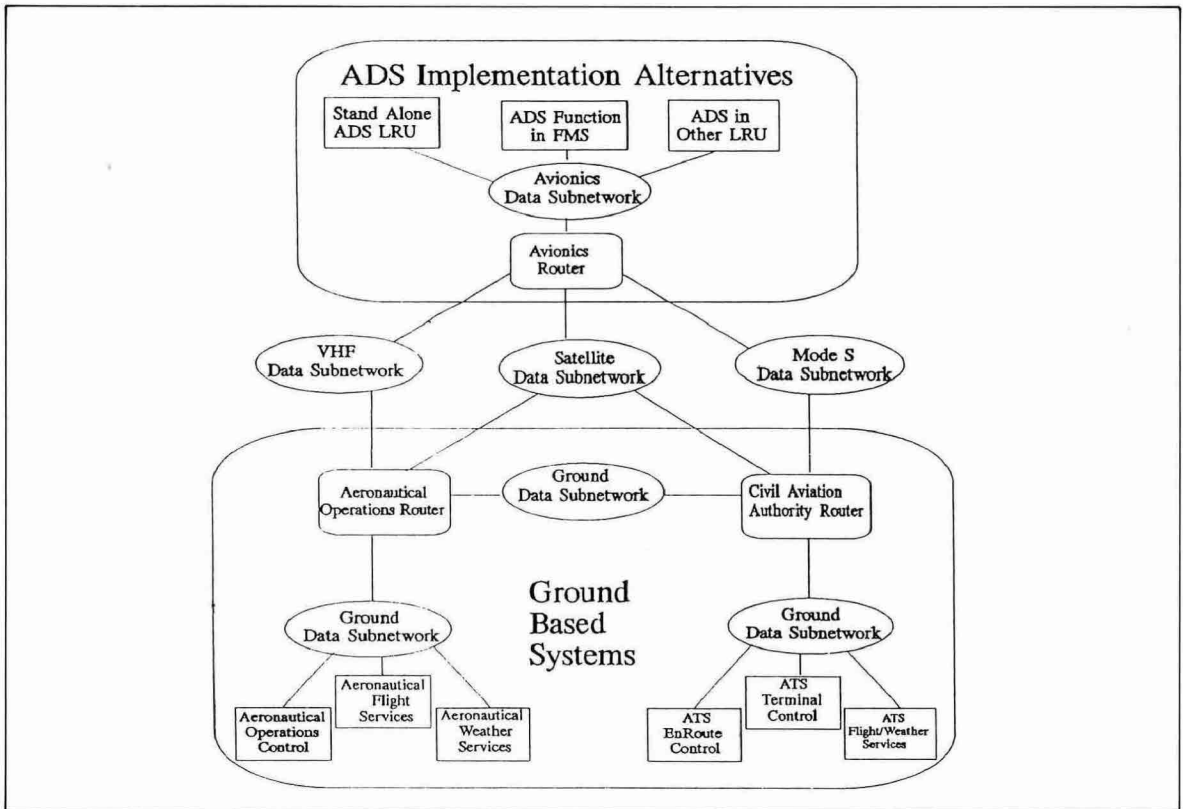 ADS Implementation Alternatives
Stand Alone
ADS LRU
ADS Function
in FMS
ADS in
Other LRU
Avionics
Data Subnetwork
Avionics
Router
VHF
Data Subnetwork
Satellite
Data Subnetwork
Mode S
Data Subnetwork
Aeronautical
Operations Router
Ground
Data Subnetwork
Civil Aviation
Authority Router
Ground
Data Subnetwork
Ground
Based
Systems
Ground
Data Subnetwork
Aeronautical
Operations
Control
Aeronautical
Flight
Services
Aeronautical
Weather
Services
ATS
EnRoute
Control
ATS
Terminal
Control
ATS
Flight/Weather
Services